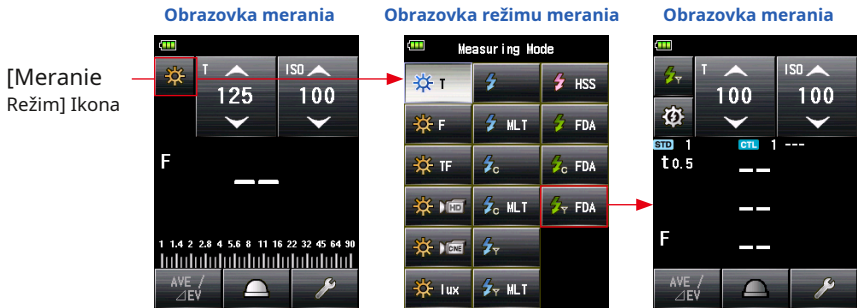 Obrazovka merania
Obrazovka režimu merania
Obrazovka merania
[Meranie
Režim] Ikona
T
125
ISO
100
F
-- 
1 1.4 2 2.8 4 5.6 8 11 16 22 32 45 64 90
AVE /
⊿EV
Measuring Mode
T
HSS
F
MLT
FDA
TF
C
C FDA
HD
C MLT
FDA
CNE
lux
MLT
T
100
ISO
100
STD 1
CTL 1 ---
t0.5
--
--
F
--
AVE /
⊿EV